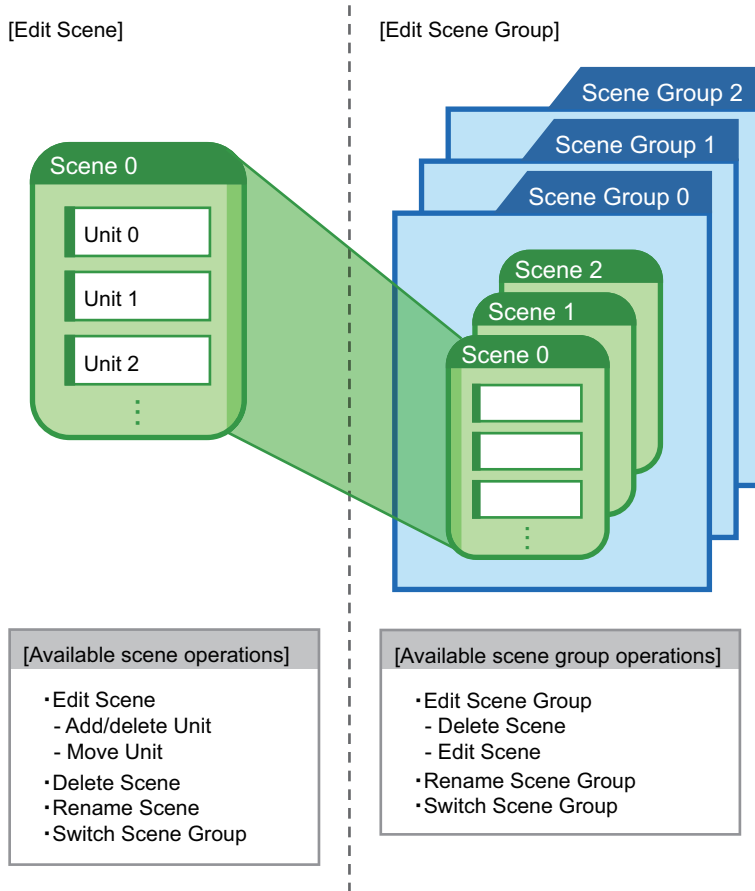 [Edit Scene]
Scene 0
Unit 0
Unit 1
Unit 2
[Edit Scene Group]
Scene Group 2
Scene Group 1
Scene Group 0
Scene 2
Scene 1
Scene 0
[Available scene operations]
・Edit Scene
- Add/delete Unit
- Move Unit
・Delete Scene
・Rename Scene
・Switch Scene Group
[Available scene group operations]
・Edit Scene Group
- Delete Scene
- Edit Scene
・Rename Scene Group
・Switch Scene Group